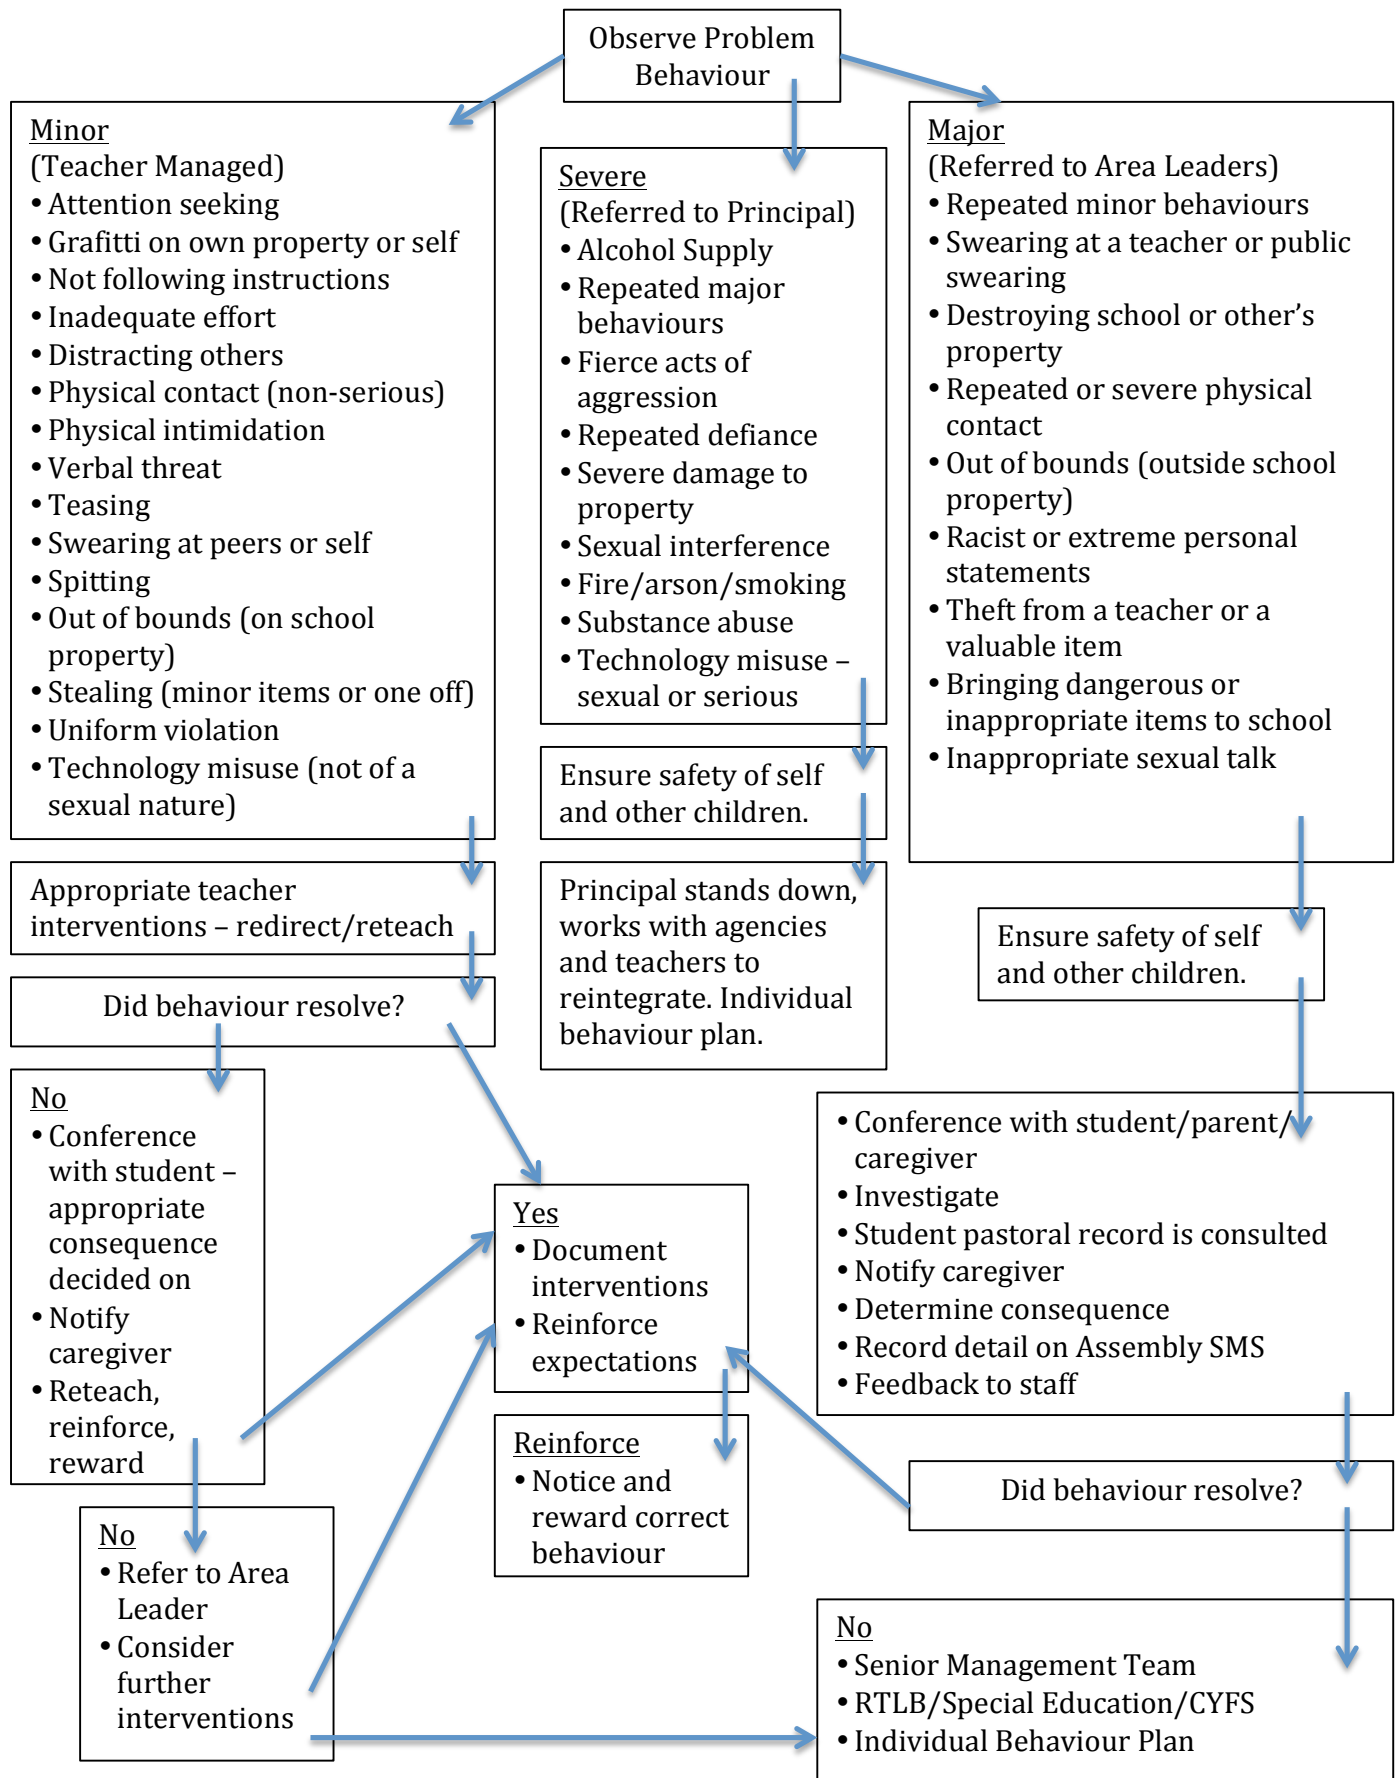 Observe Problem
Behaviour
Minor
(Teacher Managed)
• Attention seeking
• Grafitti on own property or self
• Not following instructions
• Inadequate effort
• Distracting others
• Physical contact (non-serious)
• Physical intimidation
• Verbal threat
• Teasing
• Swearing at peers or self
• Spitting
• Out of bounds (on school
property)
• Stealing (minor items or one off)
• Uniform violation
• Technology misuse (not of a
sexual nature)
Severe
(Referred to Principal)
• Alcohol Supply
• Repeated major
behaviours
• Fierce acts of
aggression
• Repeated defiance
• Severe damage to
property
• Sexual interference
• Fire/arson/smoking
• Substance abuse
• Technology misuse –
sexual or serious
Major
(Referred to Area Leaders)
• Repeated minor behaviours
• Swearing at a teacher or public
swearing
• Destroying school or other’s
property
• Repeated or severe physical
contact
• Out of bounds (outside school
property)
• Racist or extreme personal
statements
• Theft from a teacher or a
valuable item
• Bringing dangerous or
inappropriate items to school
• Inappropriate sexual talk
Ensure safety of self
and other children.
Appropriate teacher
interventions – redirect/reteach
Principal stands down,
works with agencies
and teachers to
reintegrate. Individual
behaviour plan.
Ensure safety of self
and other children.
Did behaviour resolve?
No
• Conference
with student –
appropriate
consequence
decided on
• Notify
caregiver
• Reteach,
reinforce,
reward
Yes
• Document
interventions
• Reinforce
expectations
• Conference with student/parent/
caregiver
• Investigate
• Student pastoral record is consulted
• Notify caregiver
• Determine consequence
• Record detail on Assembly SMS
• Feedback to staff
Reinforce
• Notice and
reward correct
behaviour
Did behaviour resolve?
No
• Refer to Area
Leader
• Consider
further
interventions
No
• Senior Management Team
• RTLB/Special Education/CYFS
• Individual Behaviour Plan